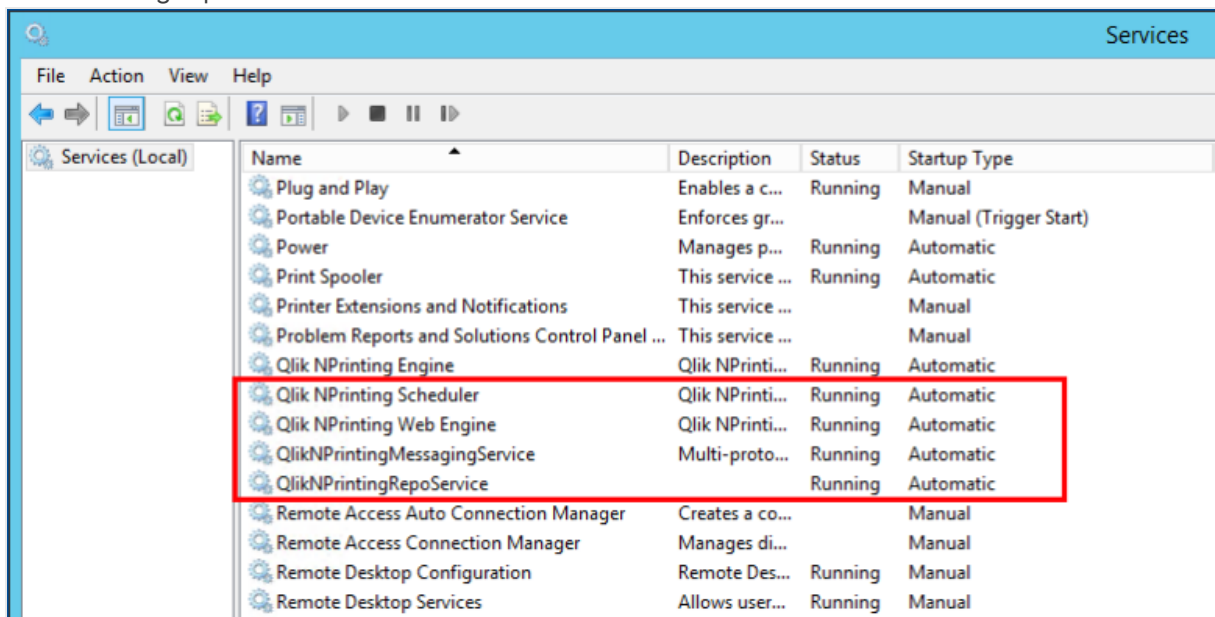 Services
File Action View Help
Services (Local)
Name Description Status Startup Type
Plug and Play Enables a c... Running Manual
Portable Device Enumerator Service Enforces gr... Manual (Trigger Start)
Power Manages p... Running Automatic
Print Spooler This service ... Running Automatic
Printer Extensions and Notifications This service ... Manual
Problem Reports and Solutions Control Panel ... This service ... Manual
Qlik NPrinting Engine Qlik NPrinti... Running Automatic
Qlik NPrinting Scheduler Qlik NPrinti... Running Automatic
Qlik NPrinting Web Engine Qlik NPrinti... Running Automatic
QlikNPrintingMessagingService Multi-proto... Running Automatic
QlikNPrintingRepoService Running Automatic
Remote Access Auto Connection Manager Creates a co... Manual
Remote Access Connection Manager Manages di... Manual
Remote Desktop Configuration Remote Des... Running Manual
Remote Desktop Services Allows user... Running Manual